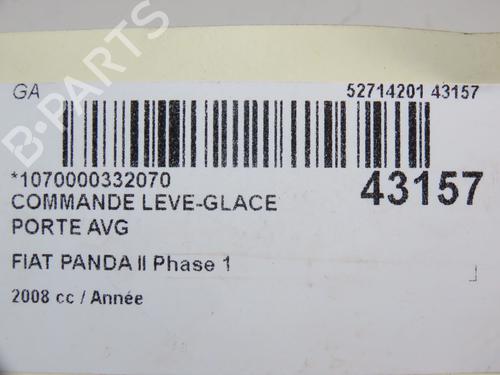 GA 52714201 43157
*1070000332070 43157
COMMANDE LEVE-GLACE
PORTE AVG
FIAT PANDA II Phase 1
2008 cc / Année
B-PARTS